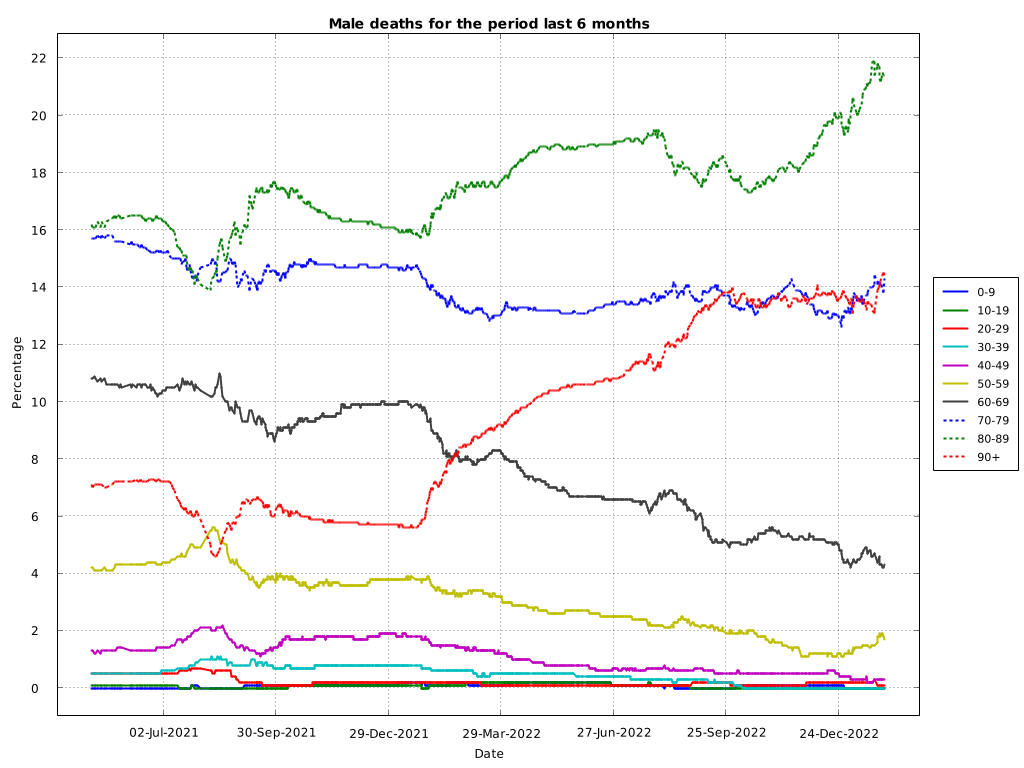 Male deaths for the period last 6 months
22
20
18
16
14
12
10
8
6
4
2
0
Percentage
02-Jul-2021
30-Sep-2021
29-Dec-2021
29-Mar-2022
27-Jun-2022
25-Sep-2022
24-Dec-2022
Date
0-9
10-19
20-29
30-39
40-49
50-59
60-69
70-79
80-89
90+